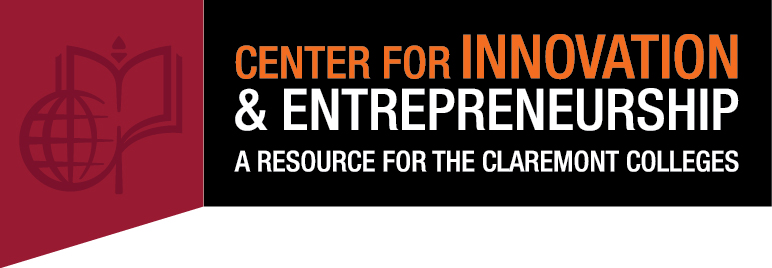 CENTER FOR INNOVATION
& ENTREPRENEURSHIP
A RESOURCE FOR THE CLAREMONT COLLEGES